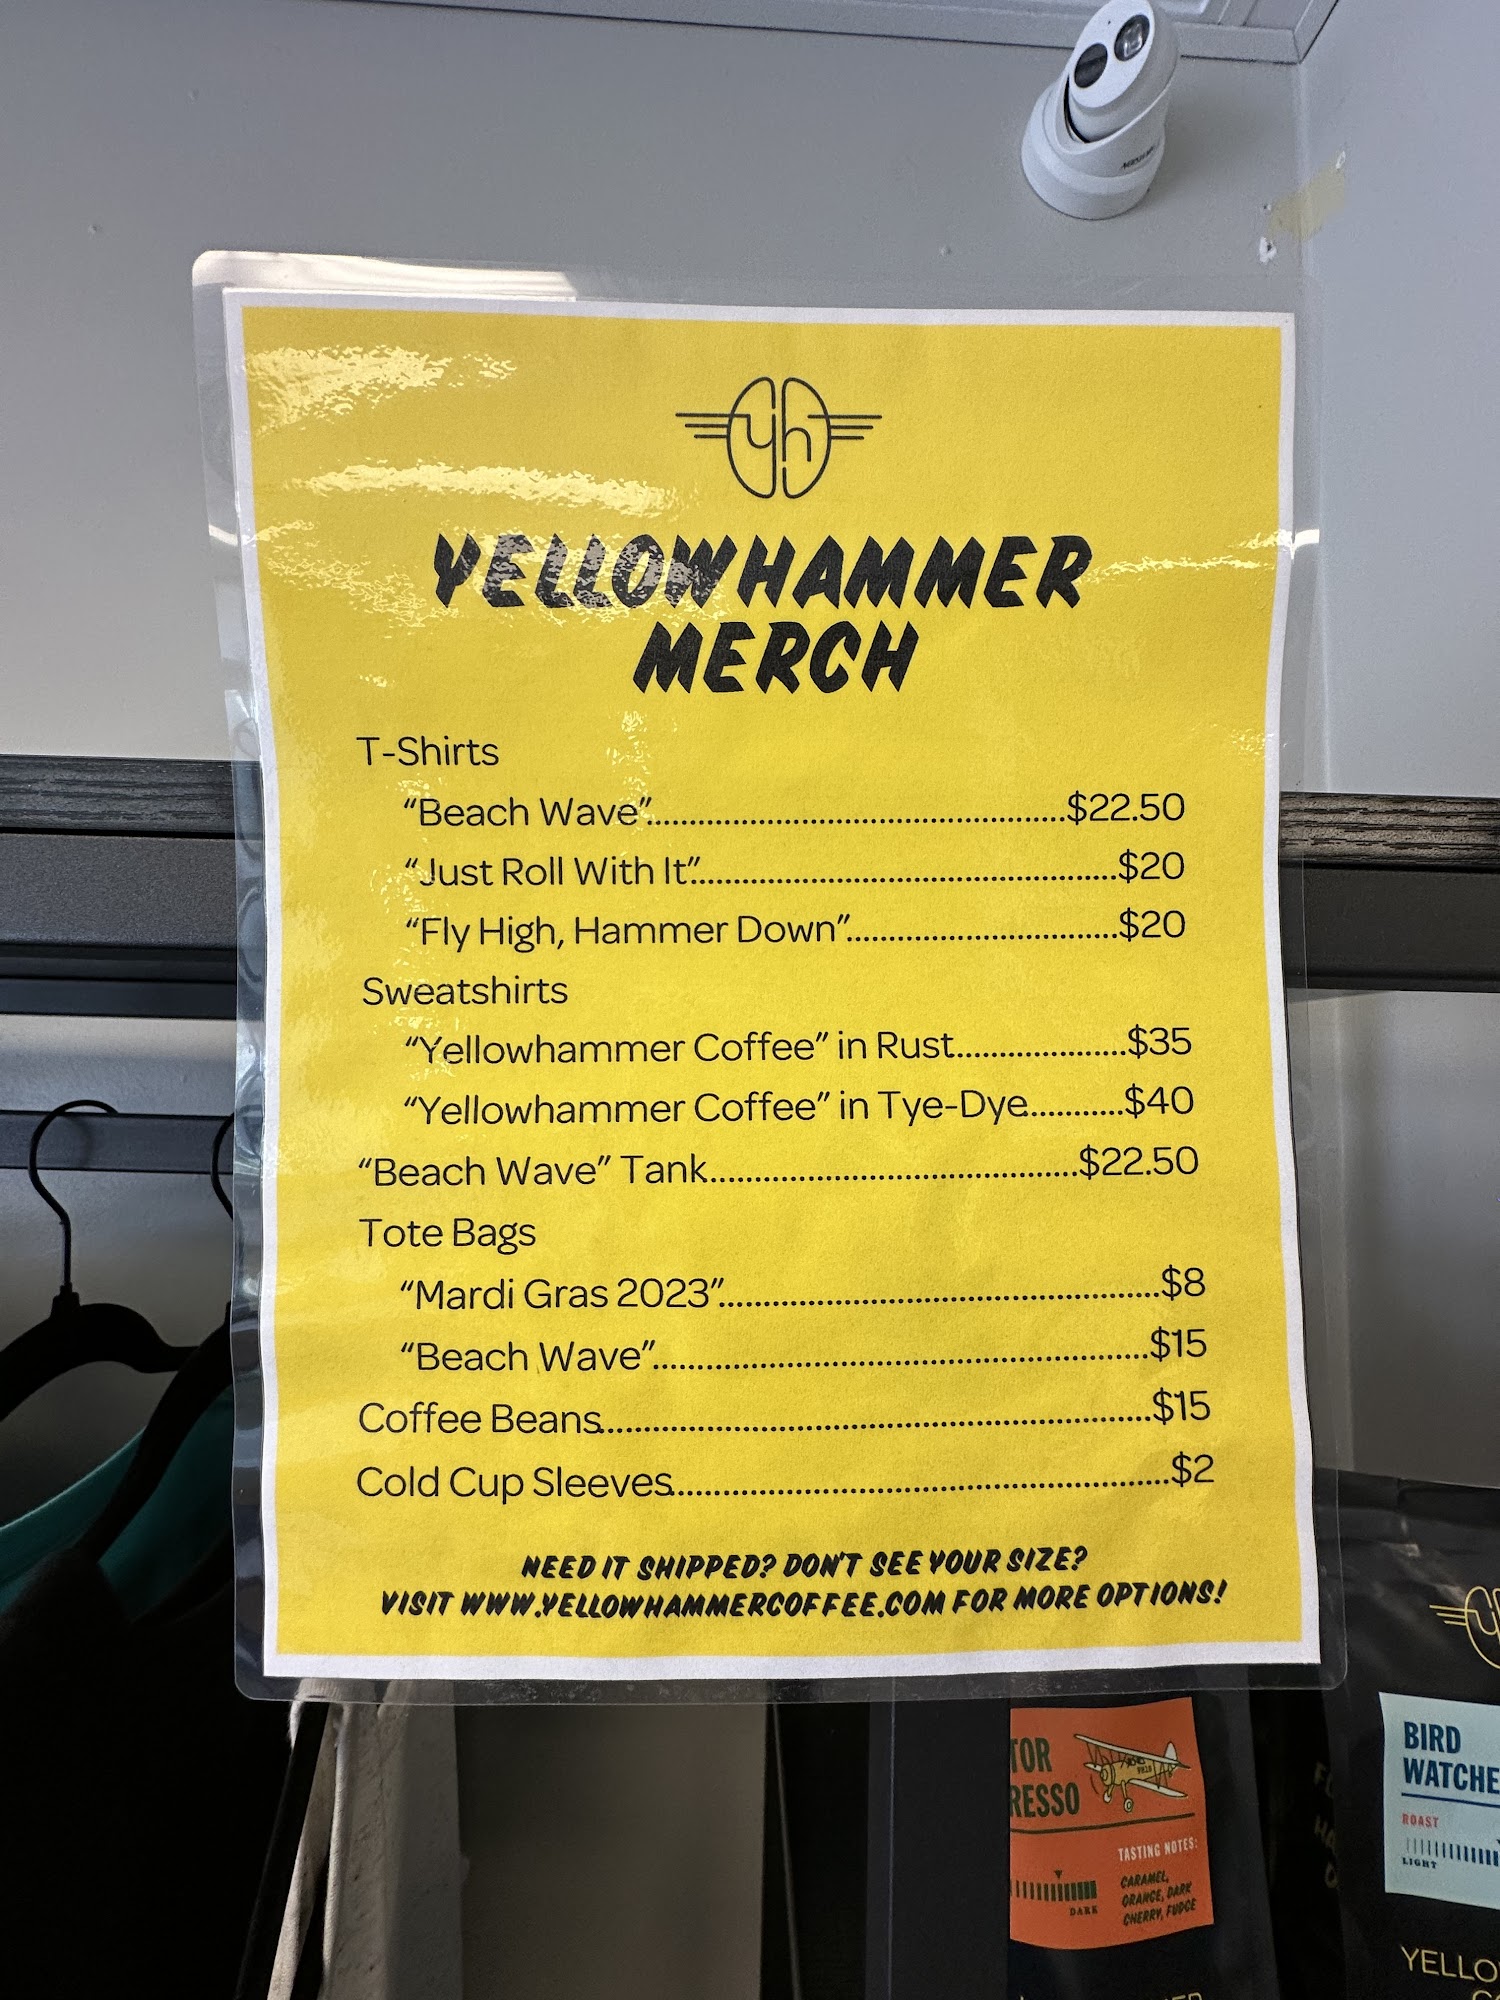 yh
YELLOWHAMMER
MERCH
T-Shirts
“Beach Wave”..........$22.50
“Just Roll With It”..........$20
“Fly High, Hammer Down”..........$20
Sweatshirts
“Yellowhammer Coffee” in Rust..........$35
“Yellowhammer Coffee” in Tye-Dye..........$40
“Beach Wave” Tank..........$22.50
Tote Bags
“Mardi Gras 2023”..........$8
“Beach Wave”..........$15
Coffee Beans..........$15
Cold Cup Sleeves..........$2
NEED IT SHIPPED? DON'T SEE YOUR SIZE?
VISIT WWW.YELLOWHAMMERCOFFEE.COM FOR MORE OPTIONS!
TOR
RESSO
TASTING NOTES:
CARAMEL,
ORANGE, DARK
CHERRY, FUDGE
DARK
BIRD
WATCHE
ROAST
LIGHT
YELLO